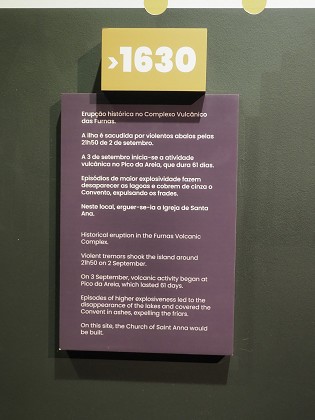 ›1630
Erupção histórica no Complexo Vulcânico
das Furnas.
A ilha é sacudida por violentos abalos pelas
21h50 de 2 de setembro.
A 3 de setembro inicia-se a atividade
vulcânica no Pico da Areia, que dura 61 dias.
Episódios de maior explosividade fazem
desaparecer as lagoas e cobrem de cinza o
Convento, expulsando os frades.
Neste local, erguer-se-ia a Igreja de Santa
Ana.
Historical eruption in the Furnas Volcanic
Complex.
Violent tremors shook the island around
21h50 on 2 September.
On 3 September, volcanic activity began at
Pico da Areia, which lasted 61 days.
Episodes of higher explosiveness led to the
disappearance of the lakes and covered the
Convent in ashes, expelling the friars.
On this site, the Church of Saint Anna would
be built.